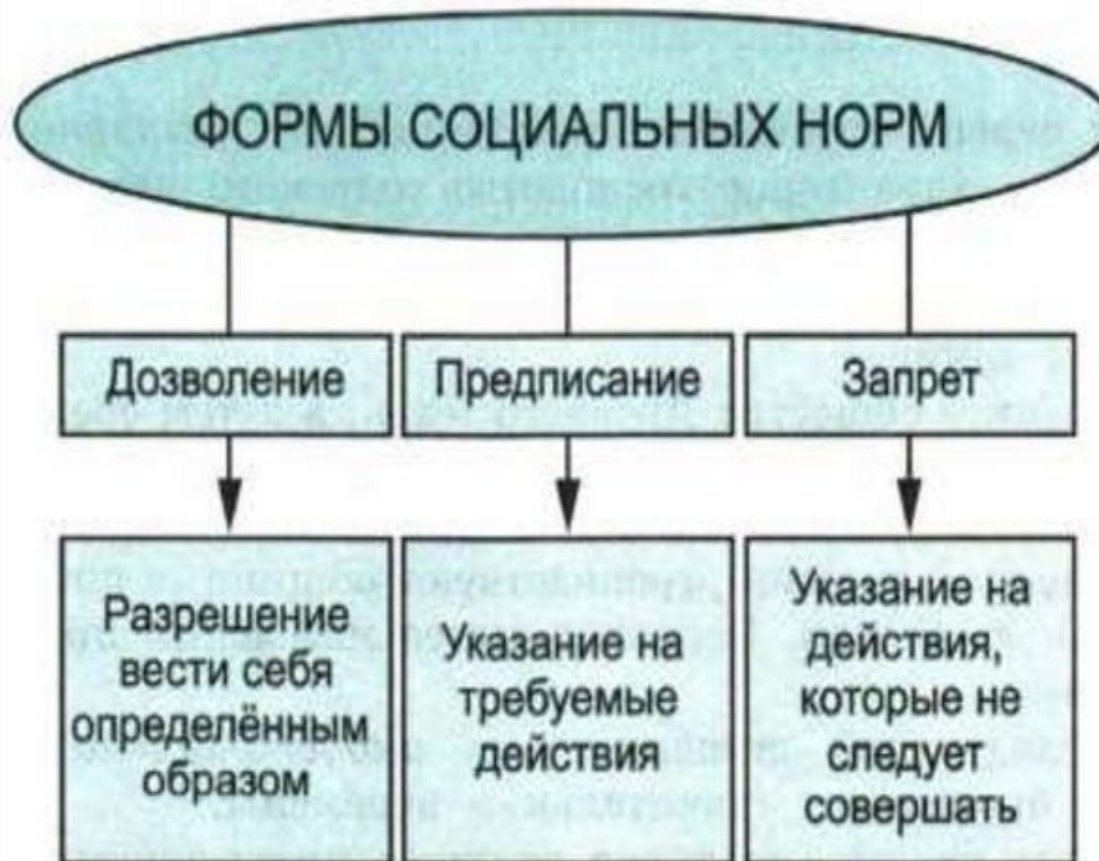 ФОРМЫ СОЦИАЛЬНЫХ НОРМ
Дозволение
Предписание
Запрет
Разрешение
вести себя
определённым
образом
Указание на
требуемые
действия
Указание на
действия,
которые не
следует
совершать